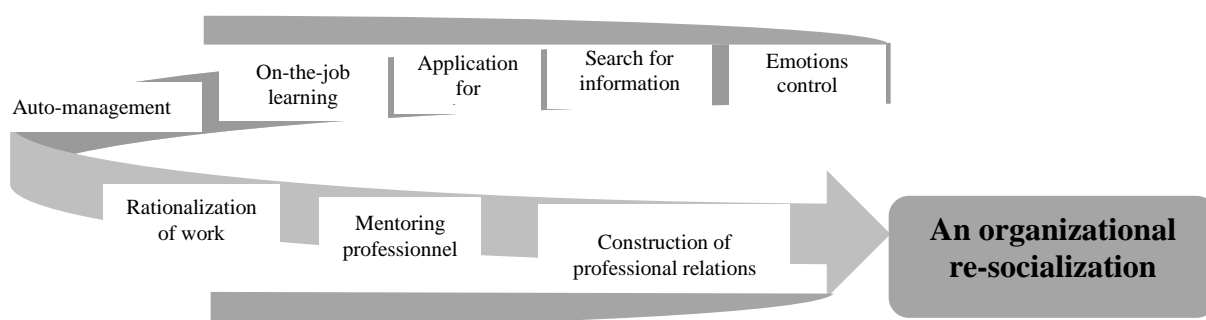 Auto-management
On-the-job
learning
Application
for
Search for
information
Emotions
control
Rationalization
of work
Mentoring
professionnel
Construction of
professional relations
An organizational
re-socialization